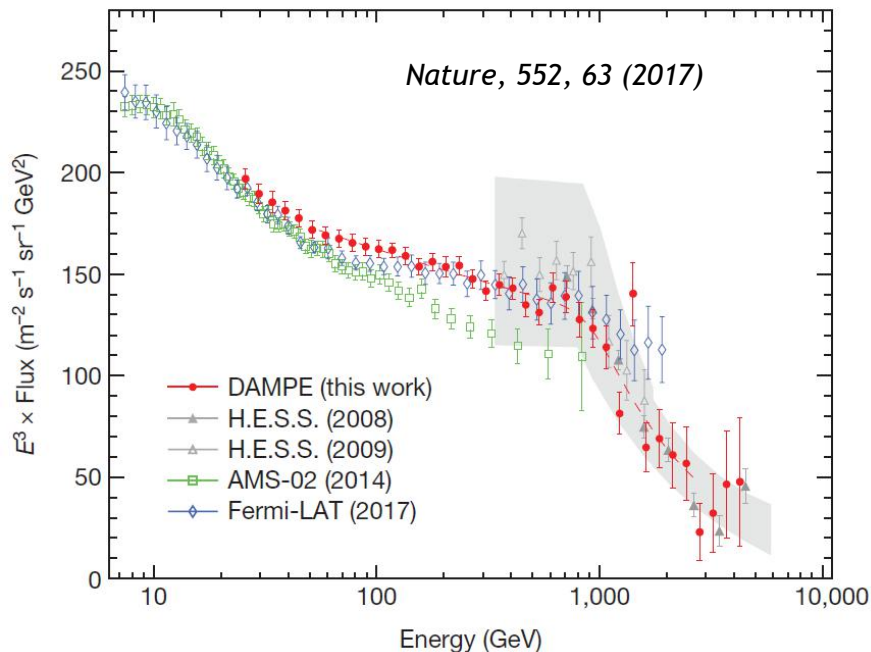 Nature, 552, 63 (2017)
250
200
150
100
50
0
E³ × Flux (m⁻² s⁻¹ sr⁻¹ GeV²)
DAMPE (this work)
H.E.S.S. (2008)
H.E.S.S. (2009)
AMS-02 (2014)
Fermi-LAT (2017)
10 100 1,000 10,000
Energy (GeV)